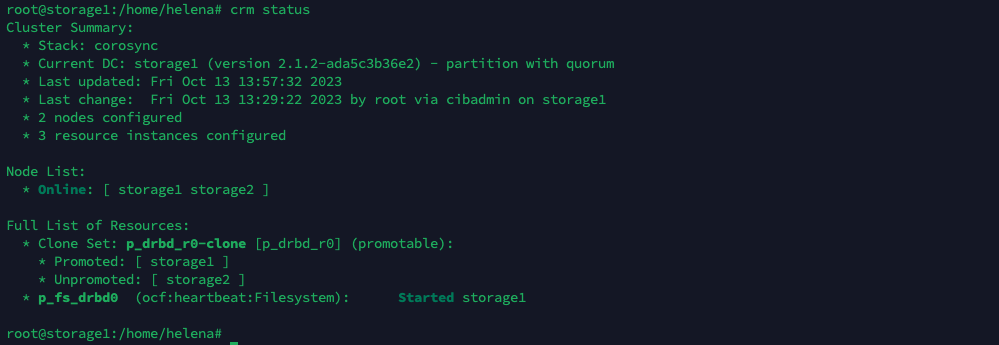 root@storage1:/home/helena# crm status
Cluster Summary:
  * Stack: corosync
  * Current DC: storage1 (version 2.1.2-ada5c3b36e2) - partition with quorum
  * Last updated: Fri Oct 13 13:57:32 2023
  * Last change:  Fri Oct 13 13:29:22 2023 by root via cibadmin on storage1
  * 2 nodes configured
  * 3 resource instances configured

Node List:
  * Online: [ storage1 storage2 ]

Full List of Resources:
  * Clone Set: p_drbd_r0-clone [p_drbd_r0] (promotable):
    * Promoted: [ storage1 ]
    * Unpromoted: [ storage2 ]
  * p_fs_drbd0  (ocf:heartbeat:Filesystem):      Started storage1

root@storage1:/home/helena#